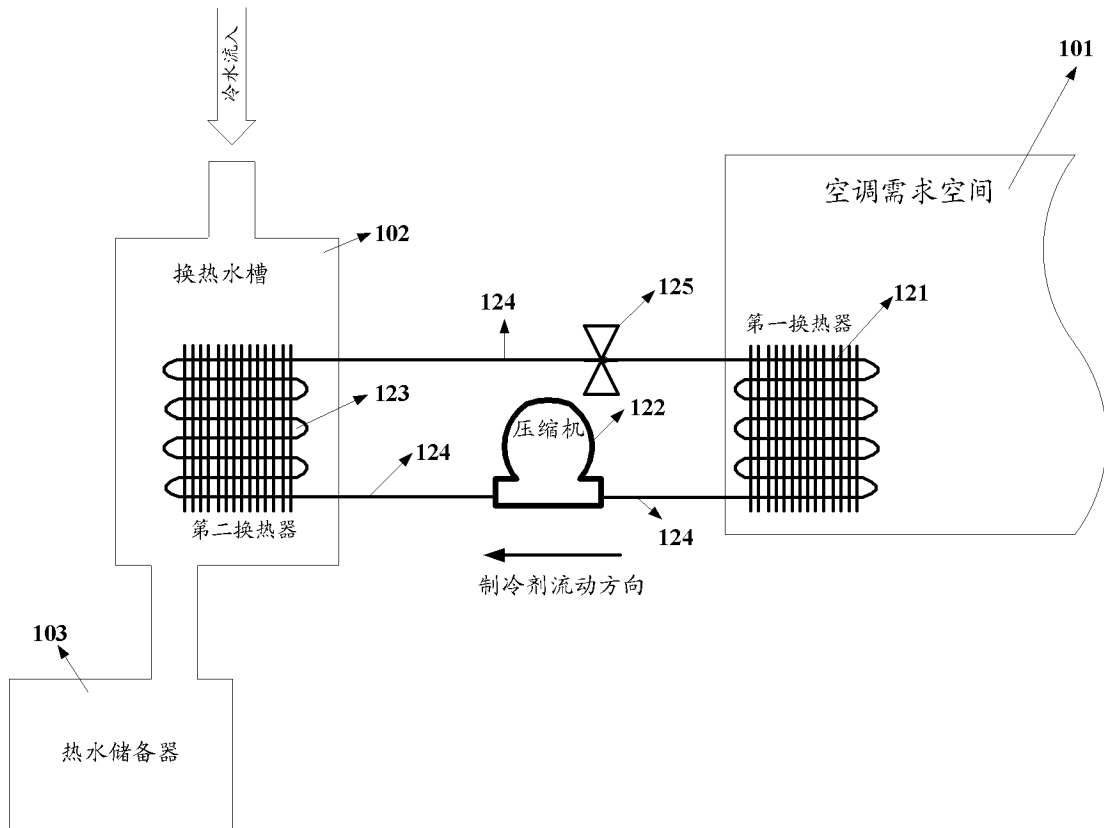 冷水流入
101
空调需求空间
102
换热水槽
124
125
第一换热器
121
123
压缩机
122
124
第二换热器
124
制冷剂流动方向
103
热水储备器